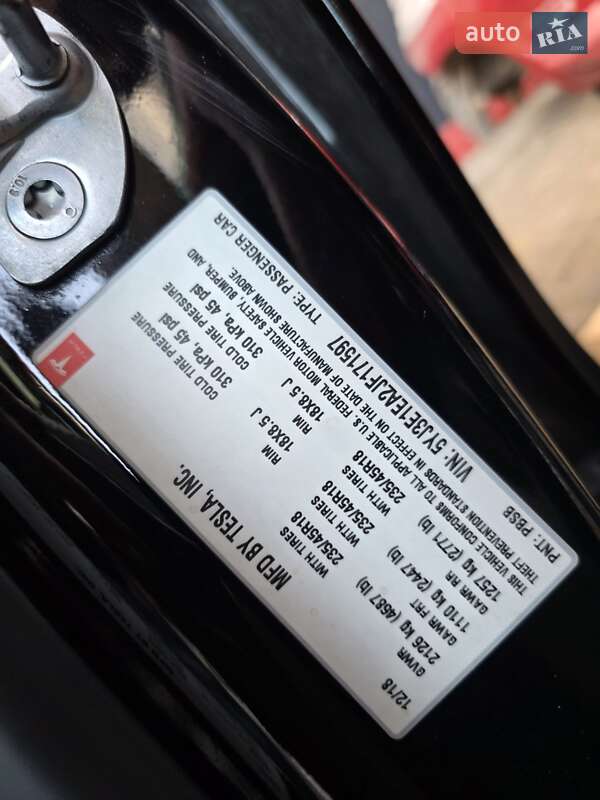 auto RIA.com
10.9
MFD BY TESLA, INC. 12/18
GVWR
2126 kg (4687 lb)
GAWR FRT WITH TIRES RIM COLD TIRE PRESSURE
1110 kg (2447 lb) 235/45R18 18X8.5 J 310 kPa, 45 psi
GAWR RR WITH TIRES RIM COLD TIRE PRESSURE
1257 kg (2771 lb) 235/45R18 18X8.5 J 310 kPa, 45 psi
THIS VEHICLE CONFORMS TO ALL APPLICABLE U.S. FEDERAL MOTOR VEHICLE SAFETY, BUMPER, AND
THEFT PREVENTION STANDARDS IN EFFECT ON THE DATE OF MANUFACTURE SHOWN ABOVE.
VIN: 5YJ3E1EA2JF171597 TYPE: PASSENGER CAR
PNT: PBSB